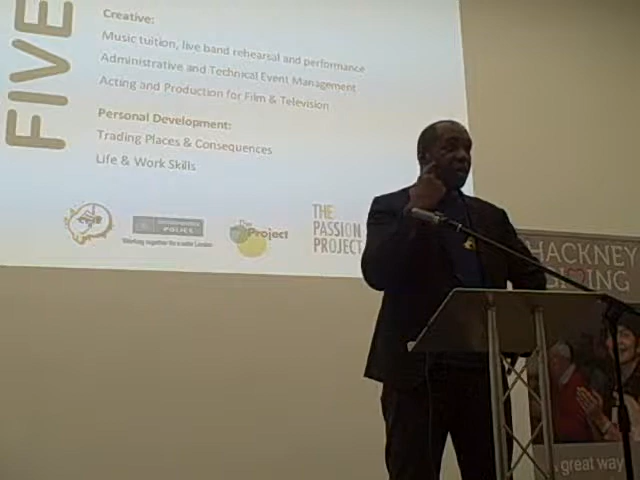 FIVE
Creative:
Music tuition, live band rehearsal and performance
Administrative and Technical Event Management
Acting and Production for Film & Television
Personal Development:
Trading Places & Consequences
Life & Work Skills
POLICE
Working together for a safer London
The
Project
THE
PASSION
PROJECT
HACKNEY
GIVING
great way